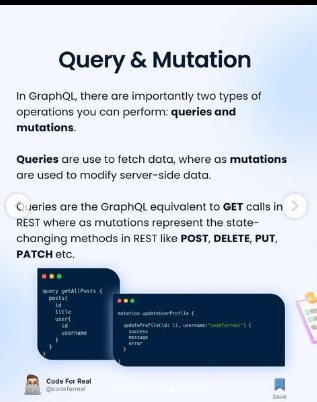 Query & Mutation
In GraphQL, there are importantly two types of
operations you can perform: queries and
mutations.
Queries are use to fetch data, where as mutations
are used to modify server-side data.
Queries are the GraphQL equivalent to GET calls in
REST where as mutations represent the state-
changing methods in REST like POST, DELETE, PUT,
PATCH etc.
query getAllPosts {
posts{
id
title
user{
id
username
}
}
}
mutation updateUserProfile {
updateProfile(id: 11, username:"codeforreal") {
success
message
error
}
}
Code For Real
@codeforreal
Save